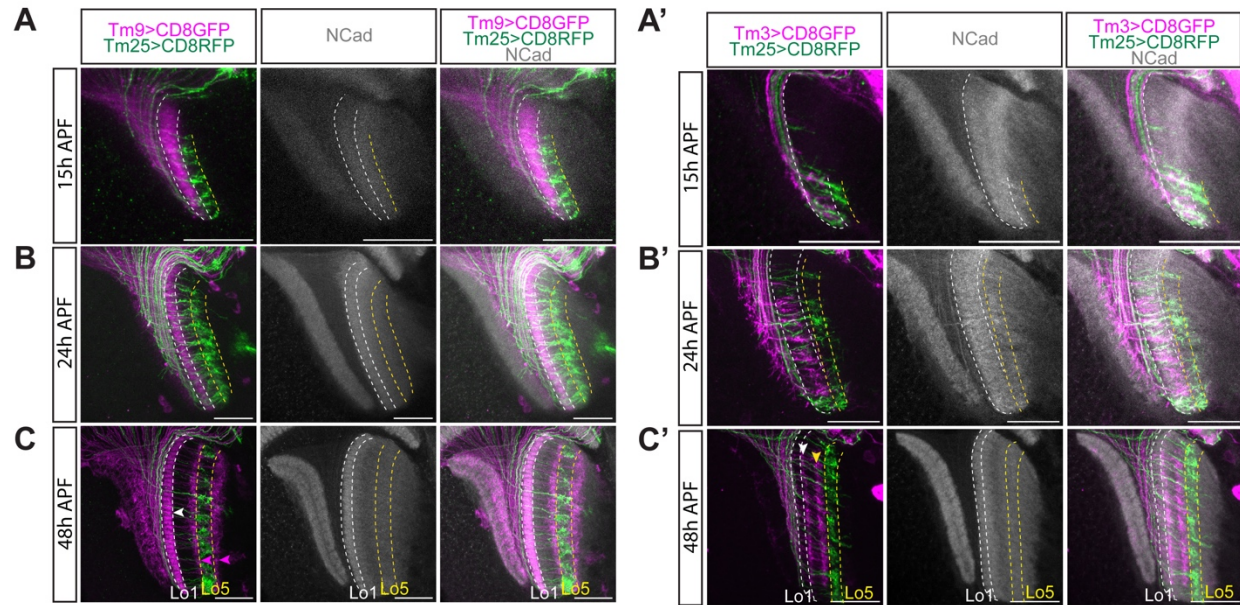 A
Tm9>CD8GFP
Tm25>CD8RFP
NCad
Tm9>CD8GFP
Tm25>CD8RFP
NCad
15h APF
B
24h APF
C
48h APF
Lo1
Lo5
Lo1
Lo5
Lo1
Lo5
A’
Tm3>CD8GFP
Tm25>CD8RFP
NCad
Tm3>CD8GFP
Tm25>CD8RFP
NCad
15h APF
B’
24h APF
C’
48h APF
Lo1
Lo5
Lo1
Lo5
Lo1
Lo5